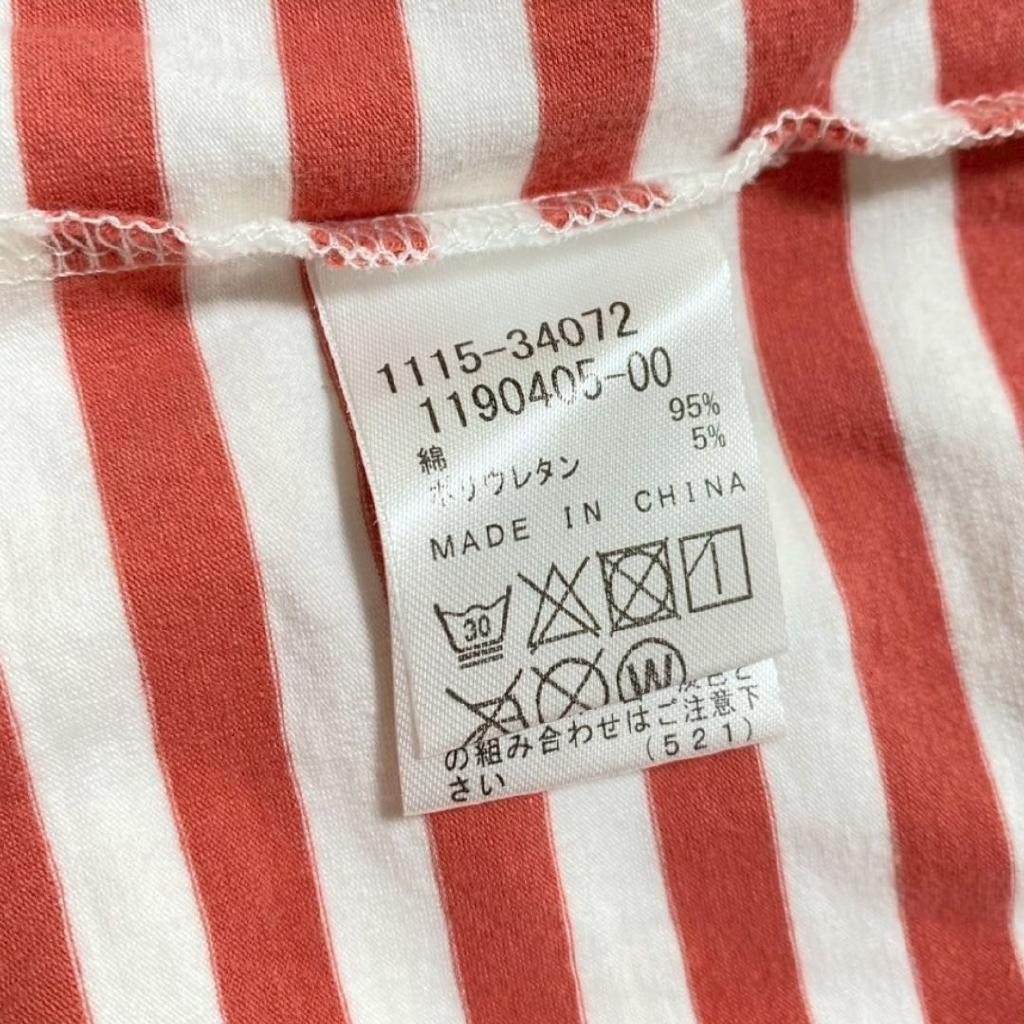 1115-34072
1190405-00
綿 95%
ポリウレタン 5%
MADE IN CHINA
30
W
の組み合わせはご注意下
さい (521)